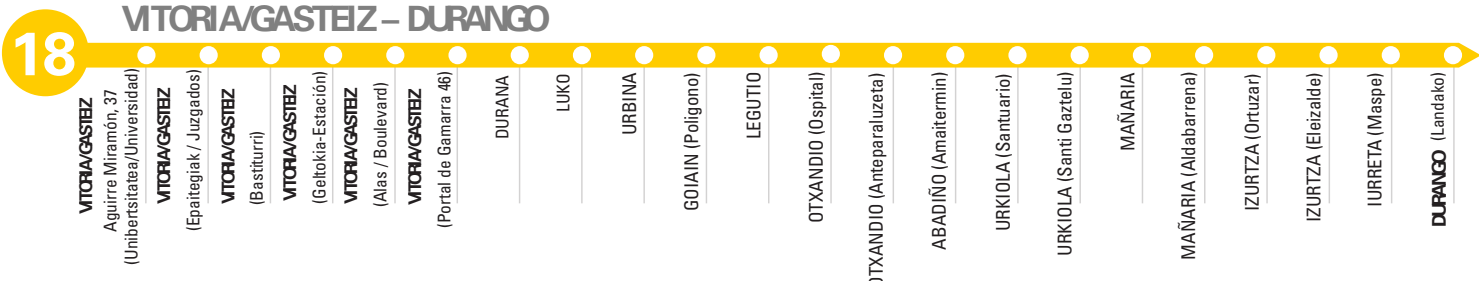 VITORIA/GASTEIZ – DURANGO
18
VITORIA/GASTEIZ
Aguirre Miramón, 37
(Unibertsitatea/Universidad)
VITORIA/GASTEIZ
(Epaitegiak / Juzgados)
VITORIA/GASTEIZ
(Bastiturri)
VITORIA/GASTEIZ
(Geltokia-Estación)
VITORIA/GASTEIZ
(Alas / Boulevard)
VITORIA/GASTEIZ
(Portal de Gamarra 46)
DURANA
LUKO
URBINA
GOIAIN (Poligono)
LEGUTIO
OTXANDIO (Ospital)
OTXANDIO (Anteparaluzeta)
ABADIÑO (Amaitermin)
URKIOLA (Santuario)
URKIOLA (Santi Gaztelu)
MAÑARIA
MAÑARIA (Aldabarrena)
IZURTZA (Ortuzar)
IZURTZA (Eleizalde)
IURRETA (Maspe)
DURANGO (Landako)